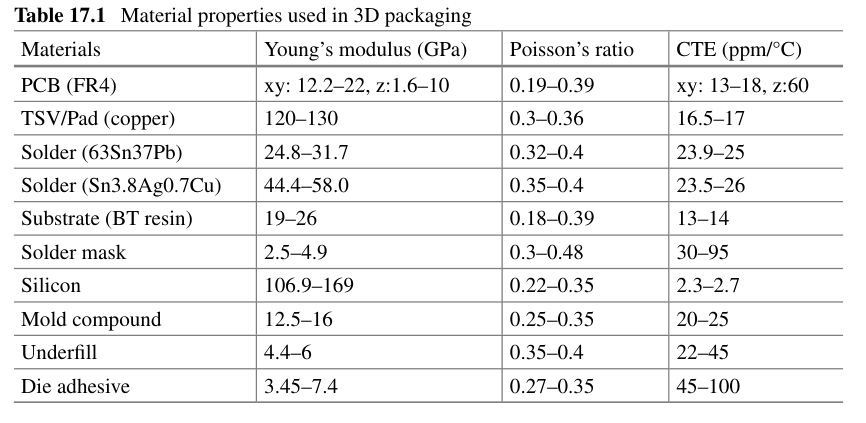 Table 17.1 Material properties used in 3D packaging
Materials Young's modulus (GPa) Poisson's ratio CTE (ppm/°C)
PCB (FR4) xy: 12.2–22, z:1.6–10 0.19–0.39 xy: 13–18, z:60
TSV/Pad (copper) 120–130 0.3–0.36 16.5–17
Solder (63Sn37Pb) 24.8–31.7 0.32–0.4 23.9–25
Solder (Sn3.8Ag0.7Cu) 44.4–58.0 0.35–0.4 23.5–26
Substrate (BT resin) 19–26 0.18–0.39 13–14
Solder mask 2.5–4.9 0.3–0.48 30–95
Silicon 106.9–169 0.22–0.35 2.3–2.7
Mold compound 12.5–16 0.25–0.35 20–25
Underfill 4.4–6 0.35–0.4 22–45
Die adhesive 3.45–7.4 0.27–0.35 45–100